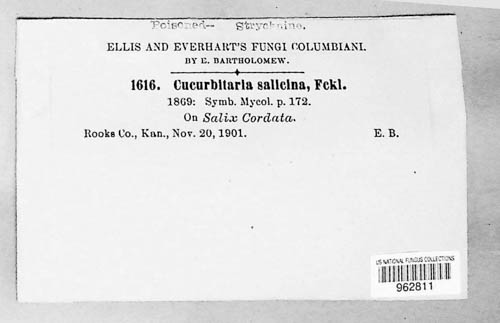 Poisoned— Strychnine.
ELLIS AND EVERHART'S FUNGI COLUMBIANI.
BY E. BARTHOLOMEW.
1616. Cucurbitaria salicina, Fckl.
1869: Symb. Mycol. p. 172.
On Salix Cordata.
Rooks Co., Kan., Nov. 20, 1901. E. B.
US NATIONAL FUNGUS COLLECTIONS
962811